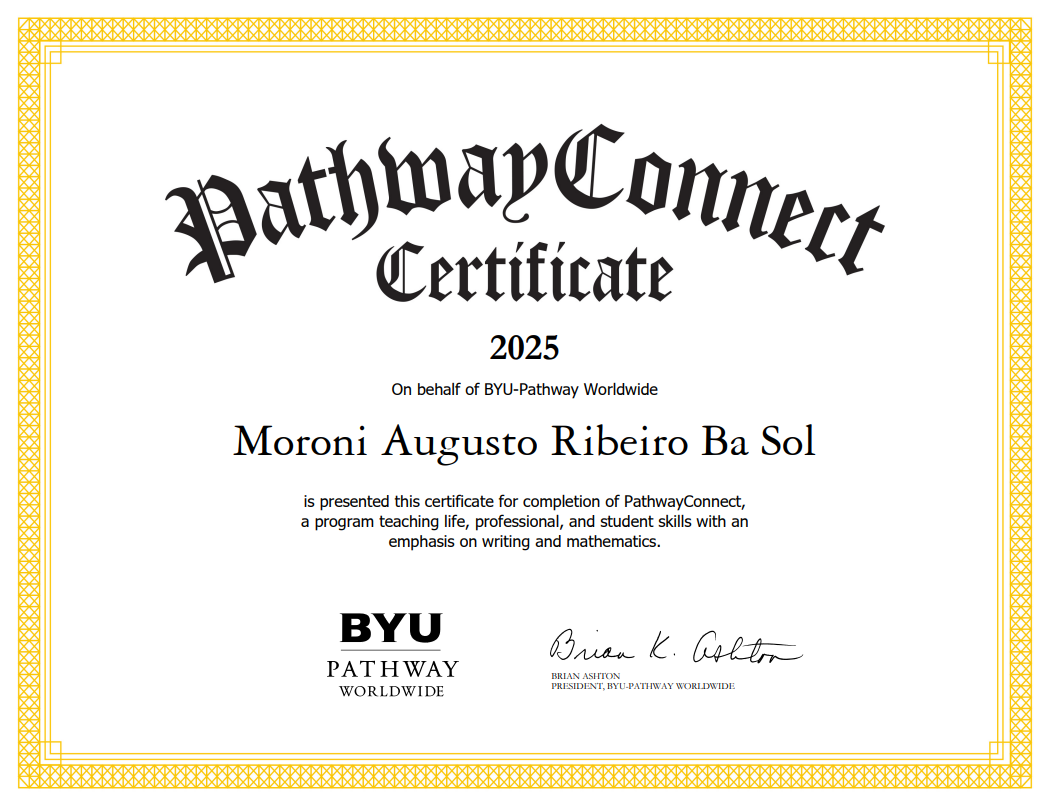 PathwayConnect
Certificate
2025
On behalf of BYU-Pathway Worldwide
Moroni Augusto Ribeiro Ba Sol
is presented this certificate for completion of PathwayConnect,
a program teaching life, professional, and student skills with an
emphasis on writing and mathematics.
BYU
PATHWAY
WORLDWIDE
Brian K. Ashton
BRIAN ASHTON
PRESIDENT, BYU-PATHWAY WORLDWIDE